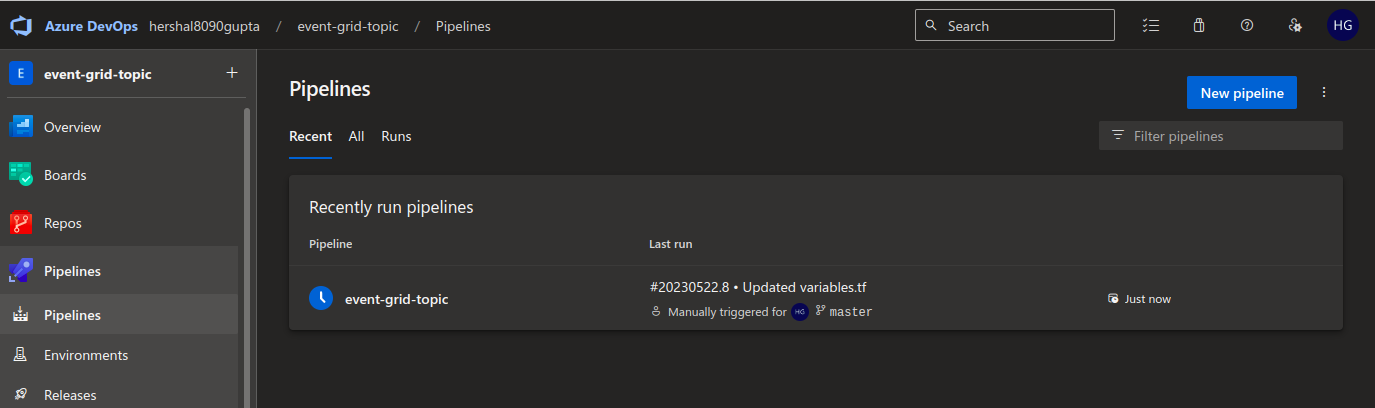 Azure DevOps hershal8090gupta / event-grid-topic / Pipelines Search HG
E event-grid-topic +
Overview
Boards
Repos
Pipelines
Pipelines
Environments
Releases
Pipelines New pipeline
Recent All Runs Filter pipelines
Recently run pipelines
Pipeline Last run
event-grid-topic #20230522.8 • Updated variables.tf
Manually triggered for HG master Just now